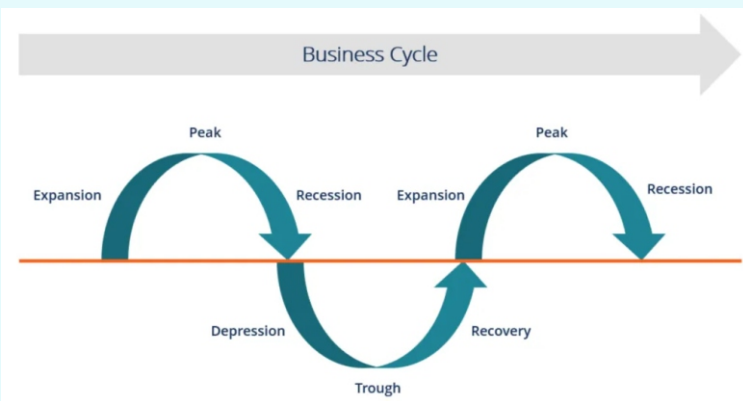 Business Cycle
Peak
Peak
Expansion
Recession
Expansion
Recession
Depression
Recovery
Trough